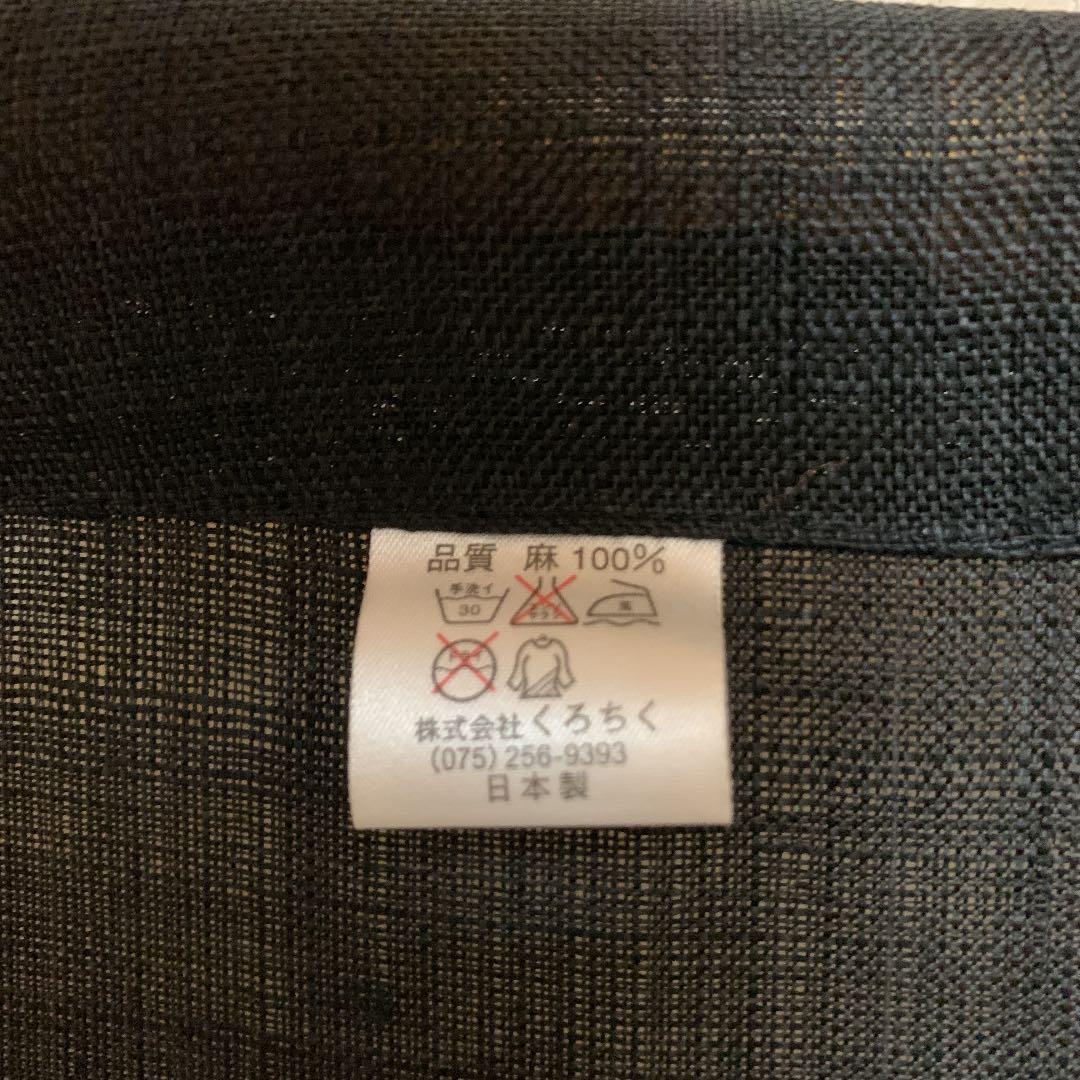 品質 麻 100%
手洗イ 30 高
株式会社 くろちく
(075) 256-9393
日本製